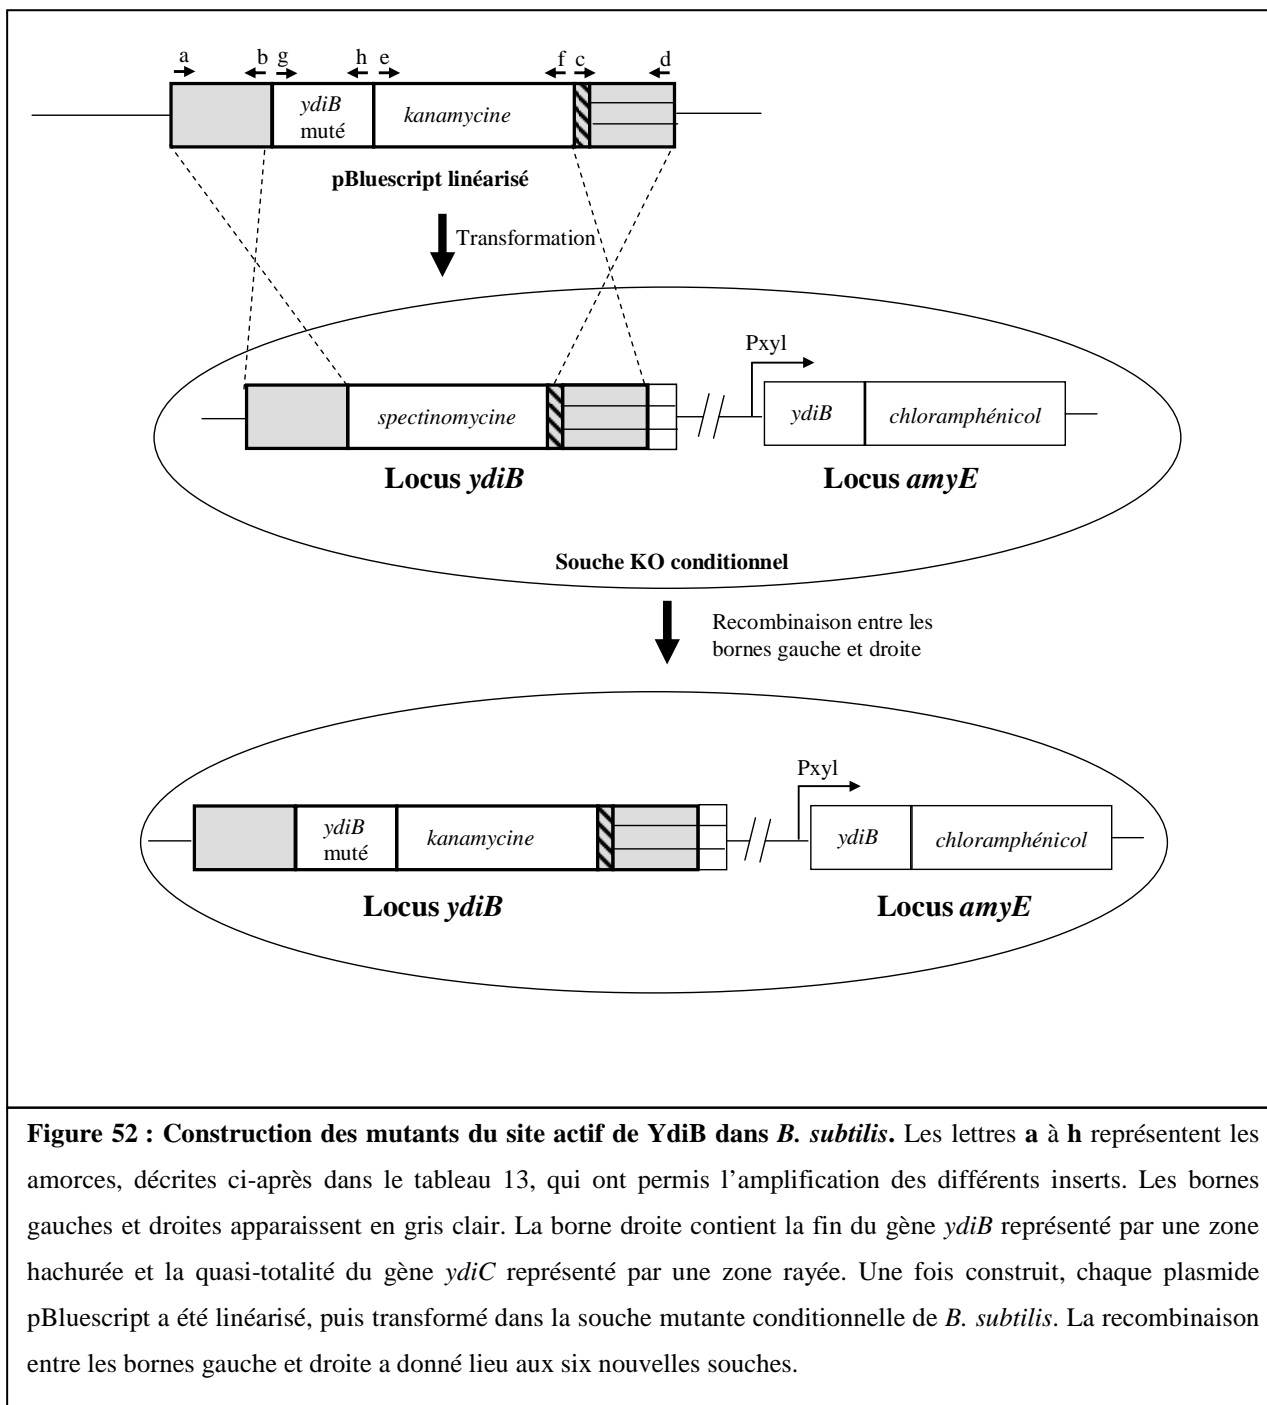 a b g h e f c d
ydiB muté
kanamycine
pBluescript linéarisé
Transformation
Pxyl
spectinomycine
ydiB
chloramphénicol
Locus ydiB
Locus amyE
Souche KO conditionnel
Recombinaison entre les
bornes gauche et droite
Pxyl
ydiB muté
kanamycine
ydiB
chloramphénicol
Locus ydiB
Locus amyE
Figure 52 : Construction des mutants du site actif de YdiB dans B. subtilis. Les lettres a à h représentent les
amorces, décrites ci-après dans le tableau 13, qui ont permis l’amplification des différents inserts. Les bornes
gauches et droites apparaissent en gris clair. La borne droite contient la fin du gène ydiB représenté par une zone
hachurée et la quasi-totalité du gène ydiC représenté par une zone rayée. Une fois construit, chaque plasmide
pBluescript a été linéarisé, puis transformé dans la souche mutante conditionnelle de B. subtilis. La recombinaison
entre les bornes gauche et droite a donné lieu aux six nouvelles souches.